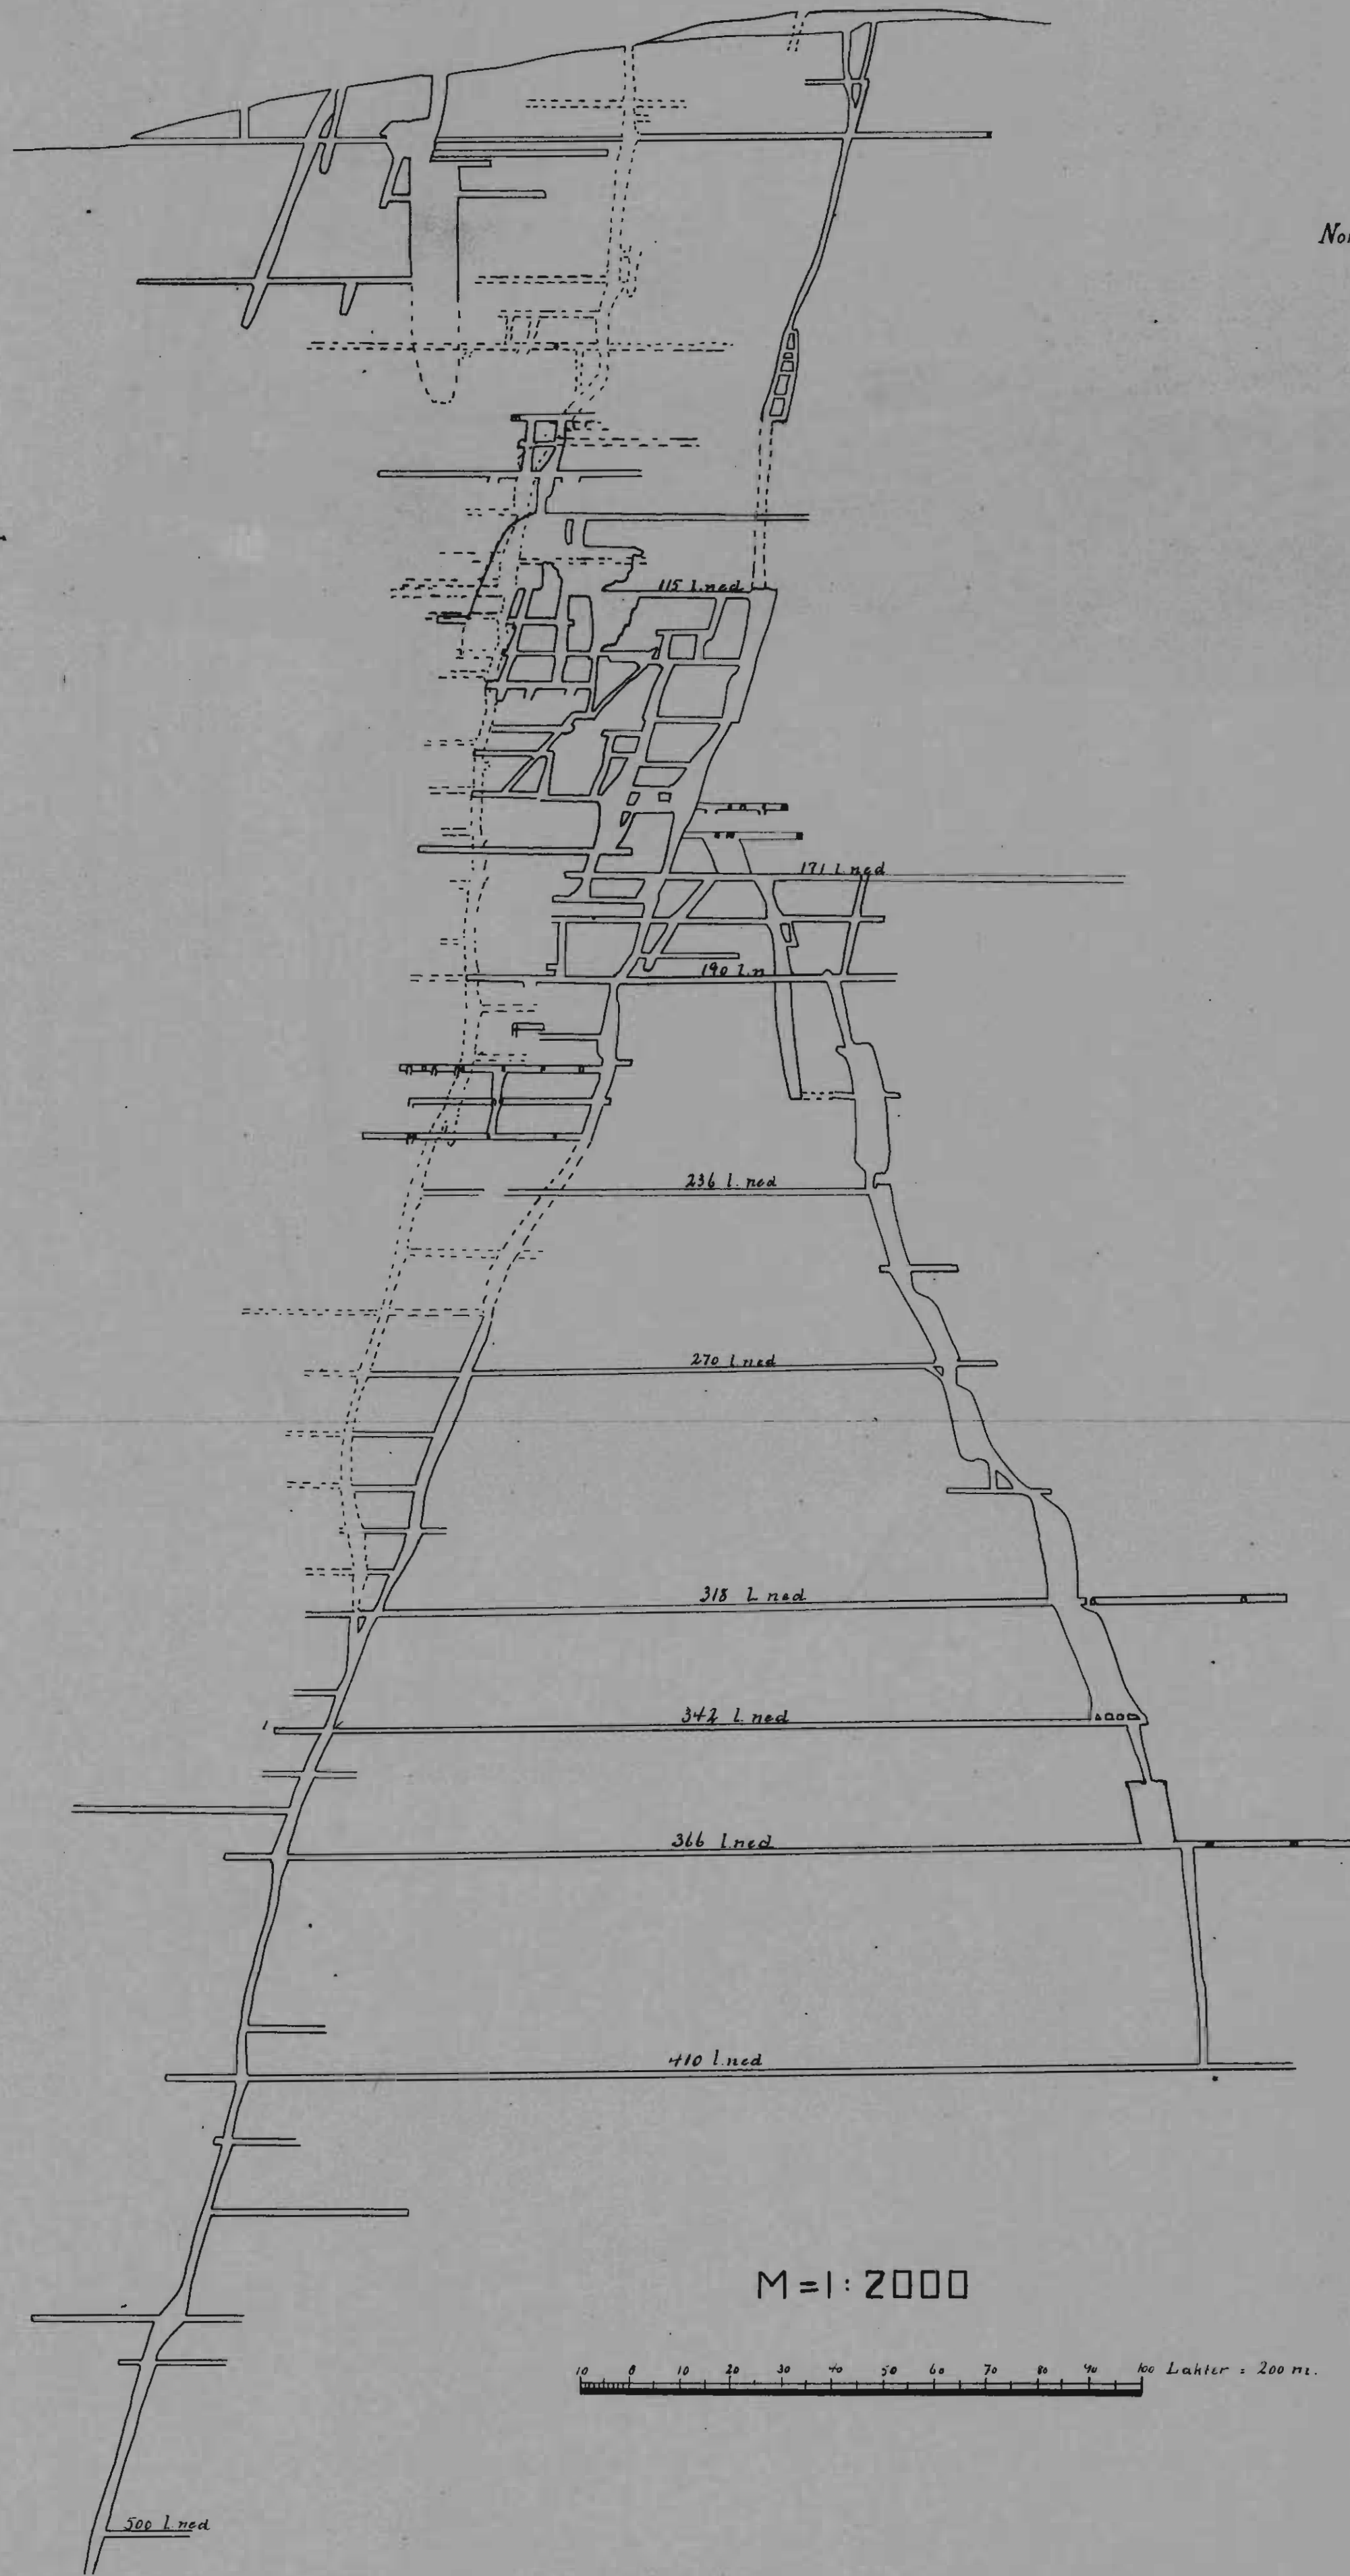 Nor
115 l.ned
171 l.ned
190 l.n
236 l. ned
270 l.ned
318 l. ned
342 l. ned
366 l.ned
410 l.ned
M=1:2000
10 0 10 20 30 40 50 60 70 80 90 100 Lakter = 200 m.
500 l.ned